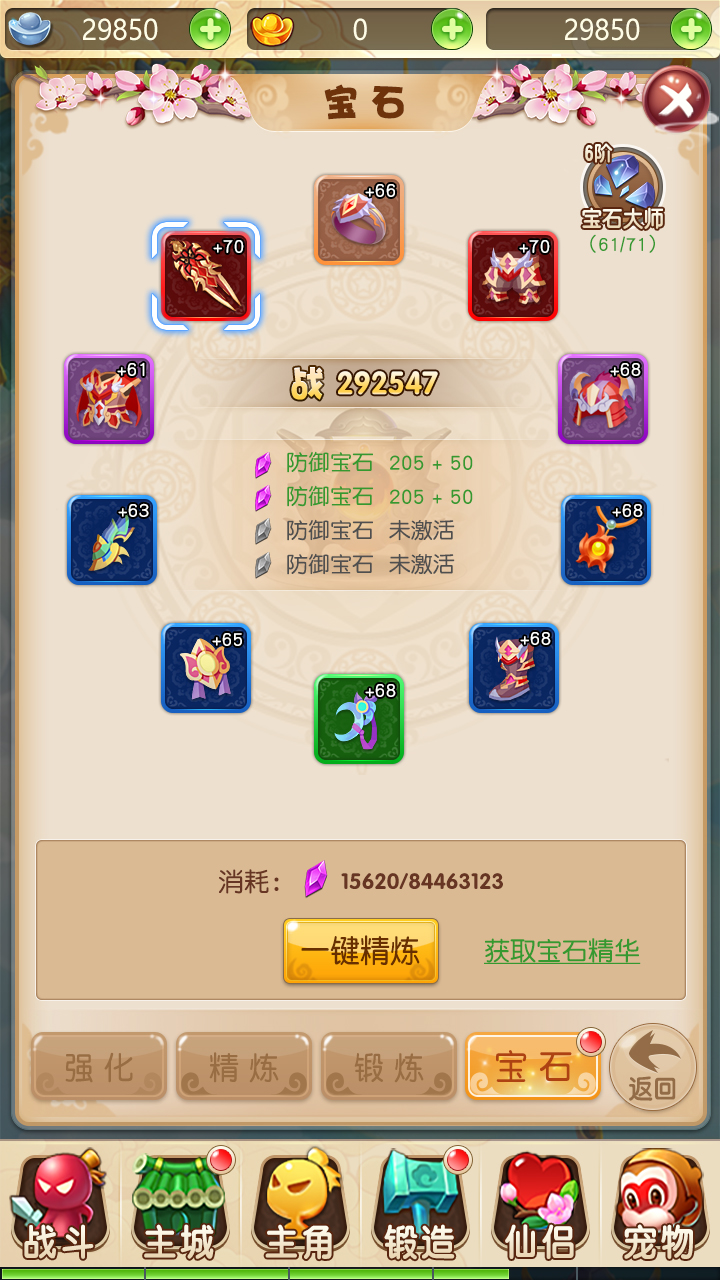 29850
0
29850
宝石
6阶
宝石大师
(61/71)
+66
+70
+70
+61
+68
战 292547
防御宝石 205 + 50
防御宝石 205 + 50
防御宝石 未激活
防御宝石 未激活
+63
+68
+65
+68
+68
消耗: 15620/84463123
一键精炼
获取宝石精华
强化
精炼
锻炼
宝石
返回
战斗
主城
主角
锻造
仙侣
宠物